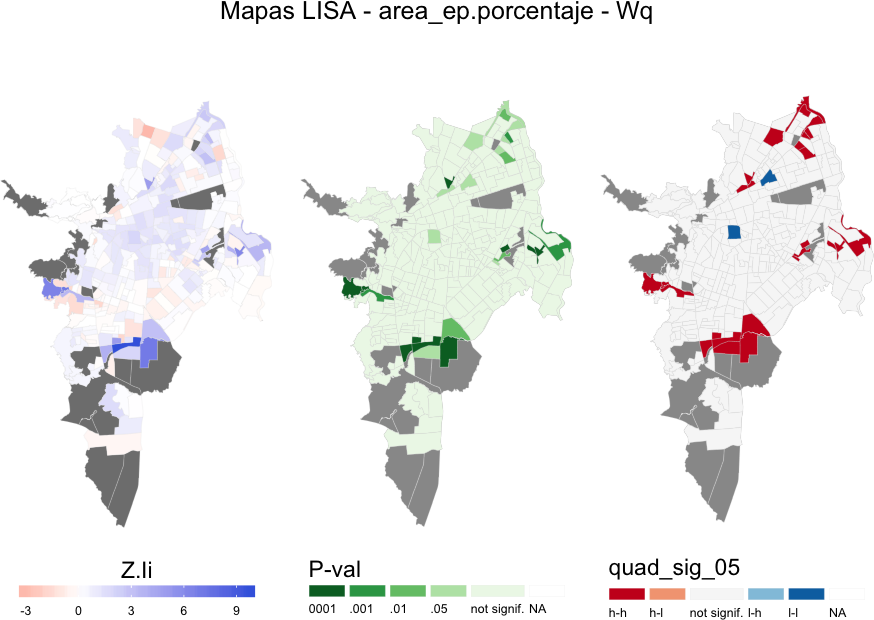 Mapas LISA - area_ep.porcentaje - Wq
Z.Ii
-3 0 3 6 9
P-val
0001 .001 .01 .05 not signif. NA
quad_sig_05
h-h h-l not signif. l-h l-l NA